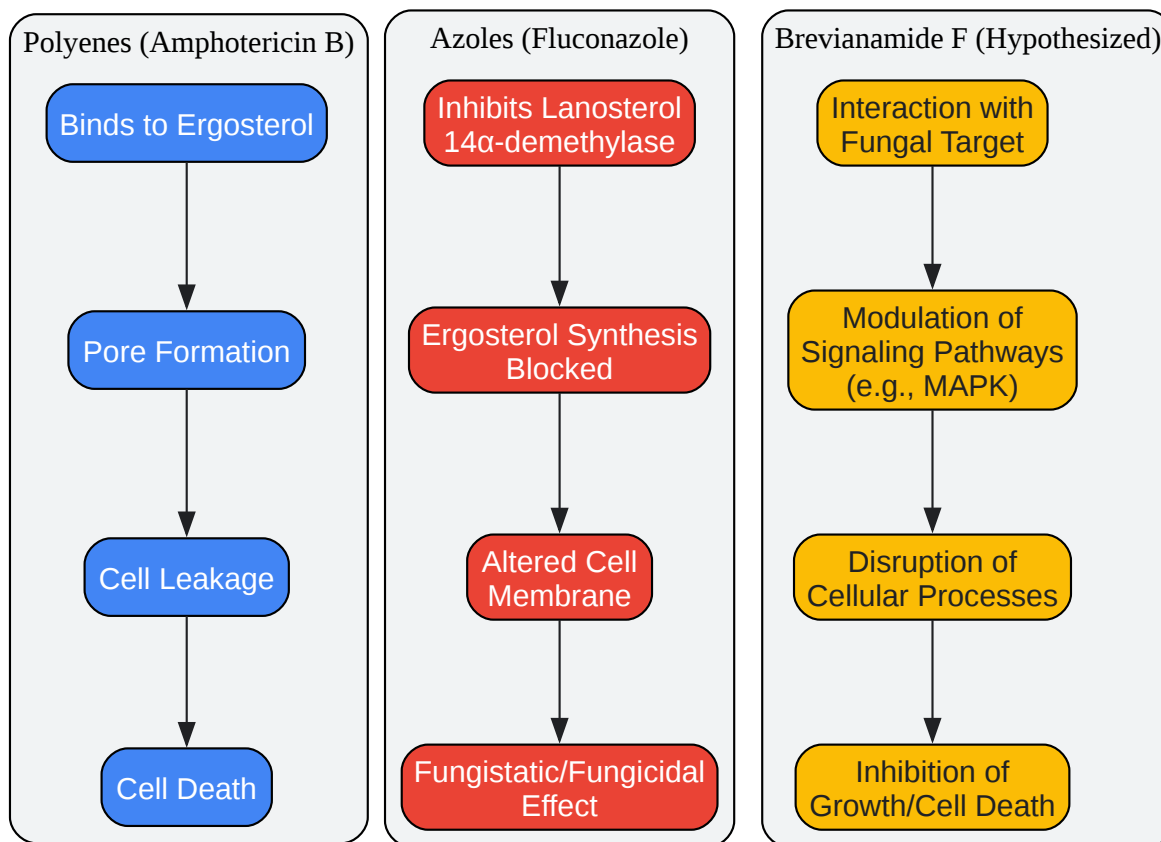 Polyenes (Amphotericin B)
Binds to Ergosterol
Pore Formation
Cell Leakage
Cell Death
Azoles (Fluconazole)
Inhibits Lanosterol
14α-demethylase
Ergosterol Synthesis
Blocked
Altered Cell
Membrane
Fungistatic/Fungicidal
Effect
Brevianamide F (Hypothesized)
Interaction with
Fungal Target
Modulation of
Signaling Pathways
(e.g., MAPK)
Disruption of
Cellular Processes
Inhibition of
Growth/Cell Death